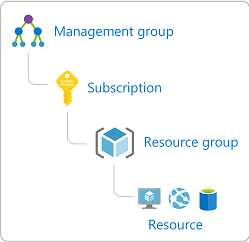 Management group
Subscription
Resource group
Resource